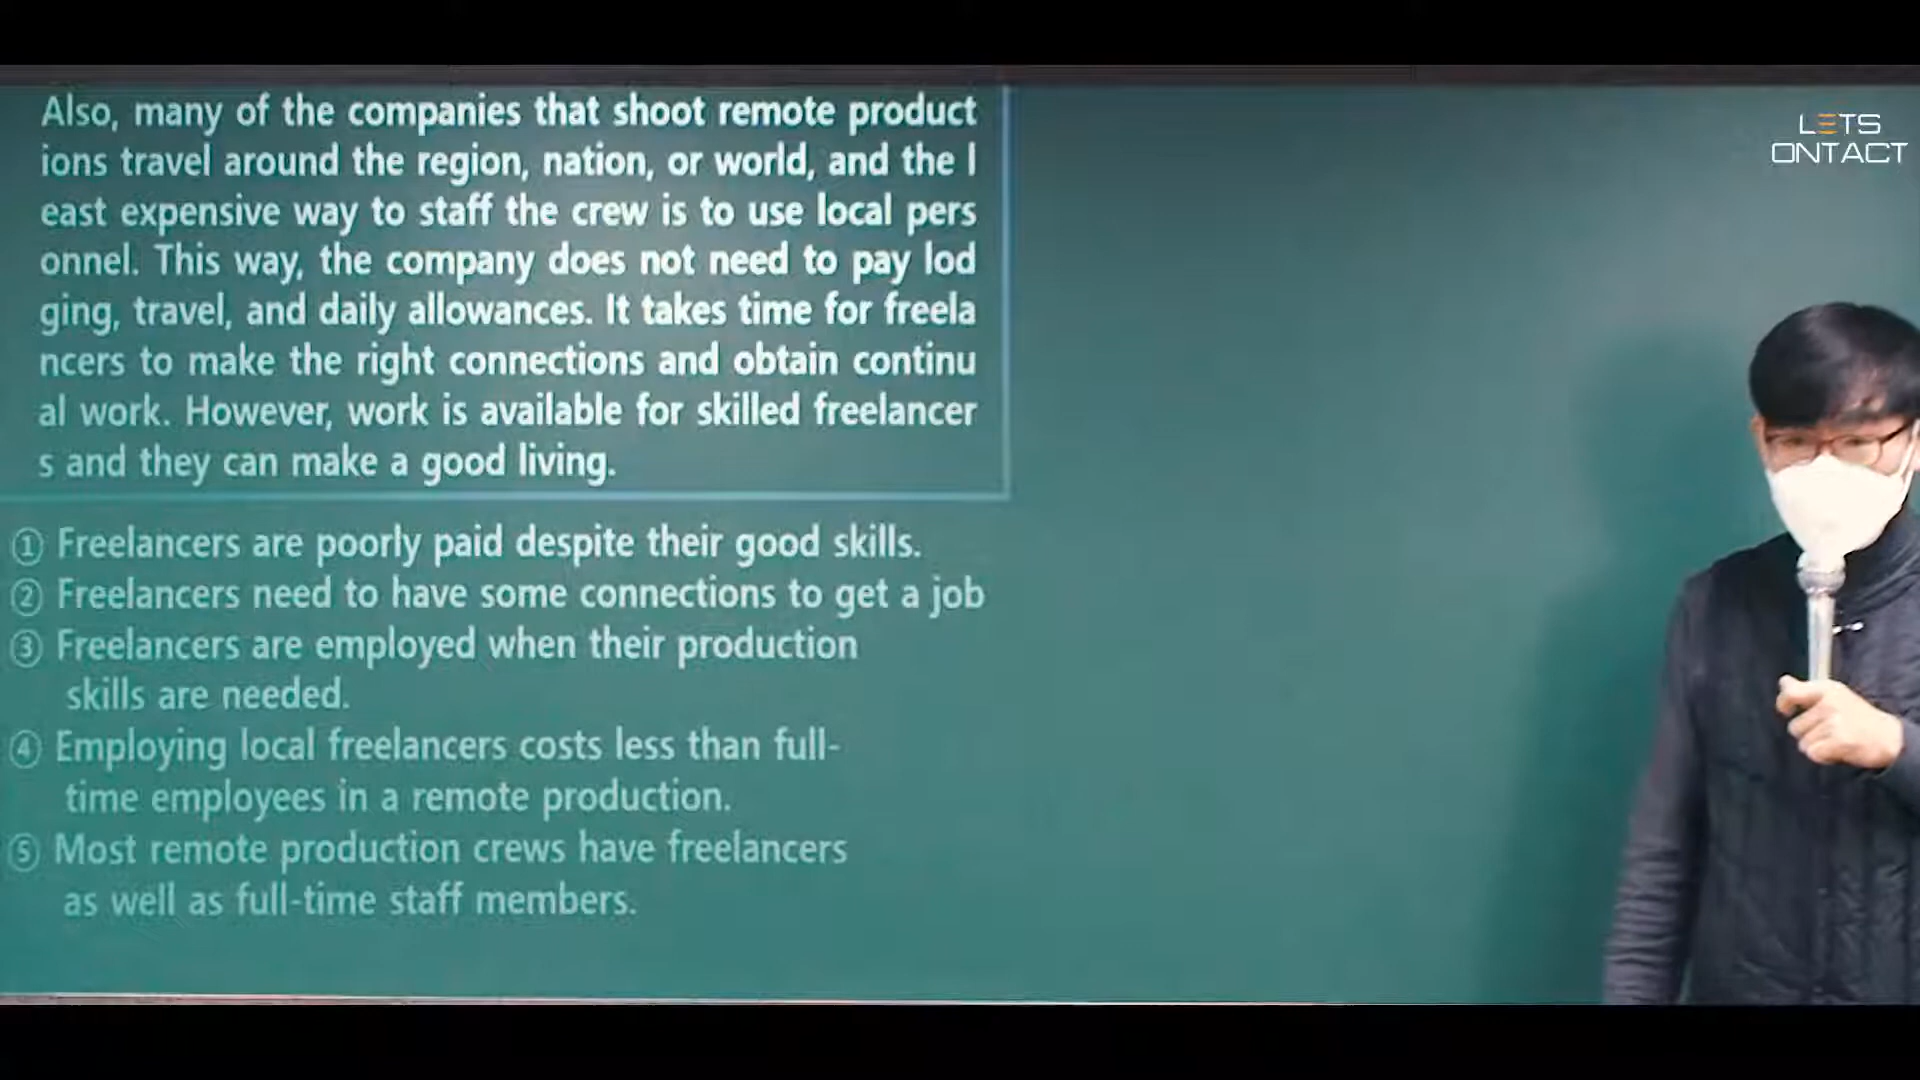 Also, many of the companies that shoot remote product
ions travel around the region, nation, or world, and the l
east expensive way to staff the crew is to use local pers
onnel. This way, the company does not need to pay lod
ging, travel, and daily allowances. It takes time for freela
ncers to make the right connections and obtain continu
al work. However, work is available for skilled freelancer
s and they can make a good living.
① Freelancers are poorly paid despite their good skills.
② Freelancers need to have some connections to get a job
③ Freelancers are employed when their production
skills are needed.
④ Employing local freelancers costs less than full-
time employees in a remote production.
⑤ Most remote production crews have freelancers
as well as full-time staff members.
LETS
ONTACT